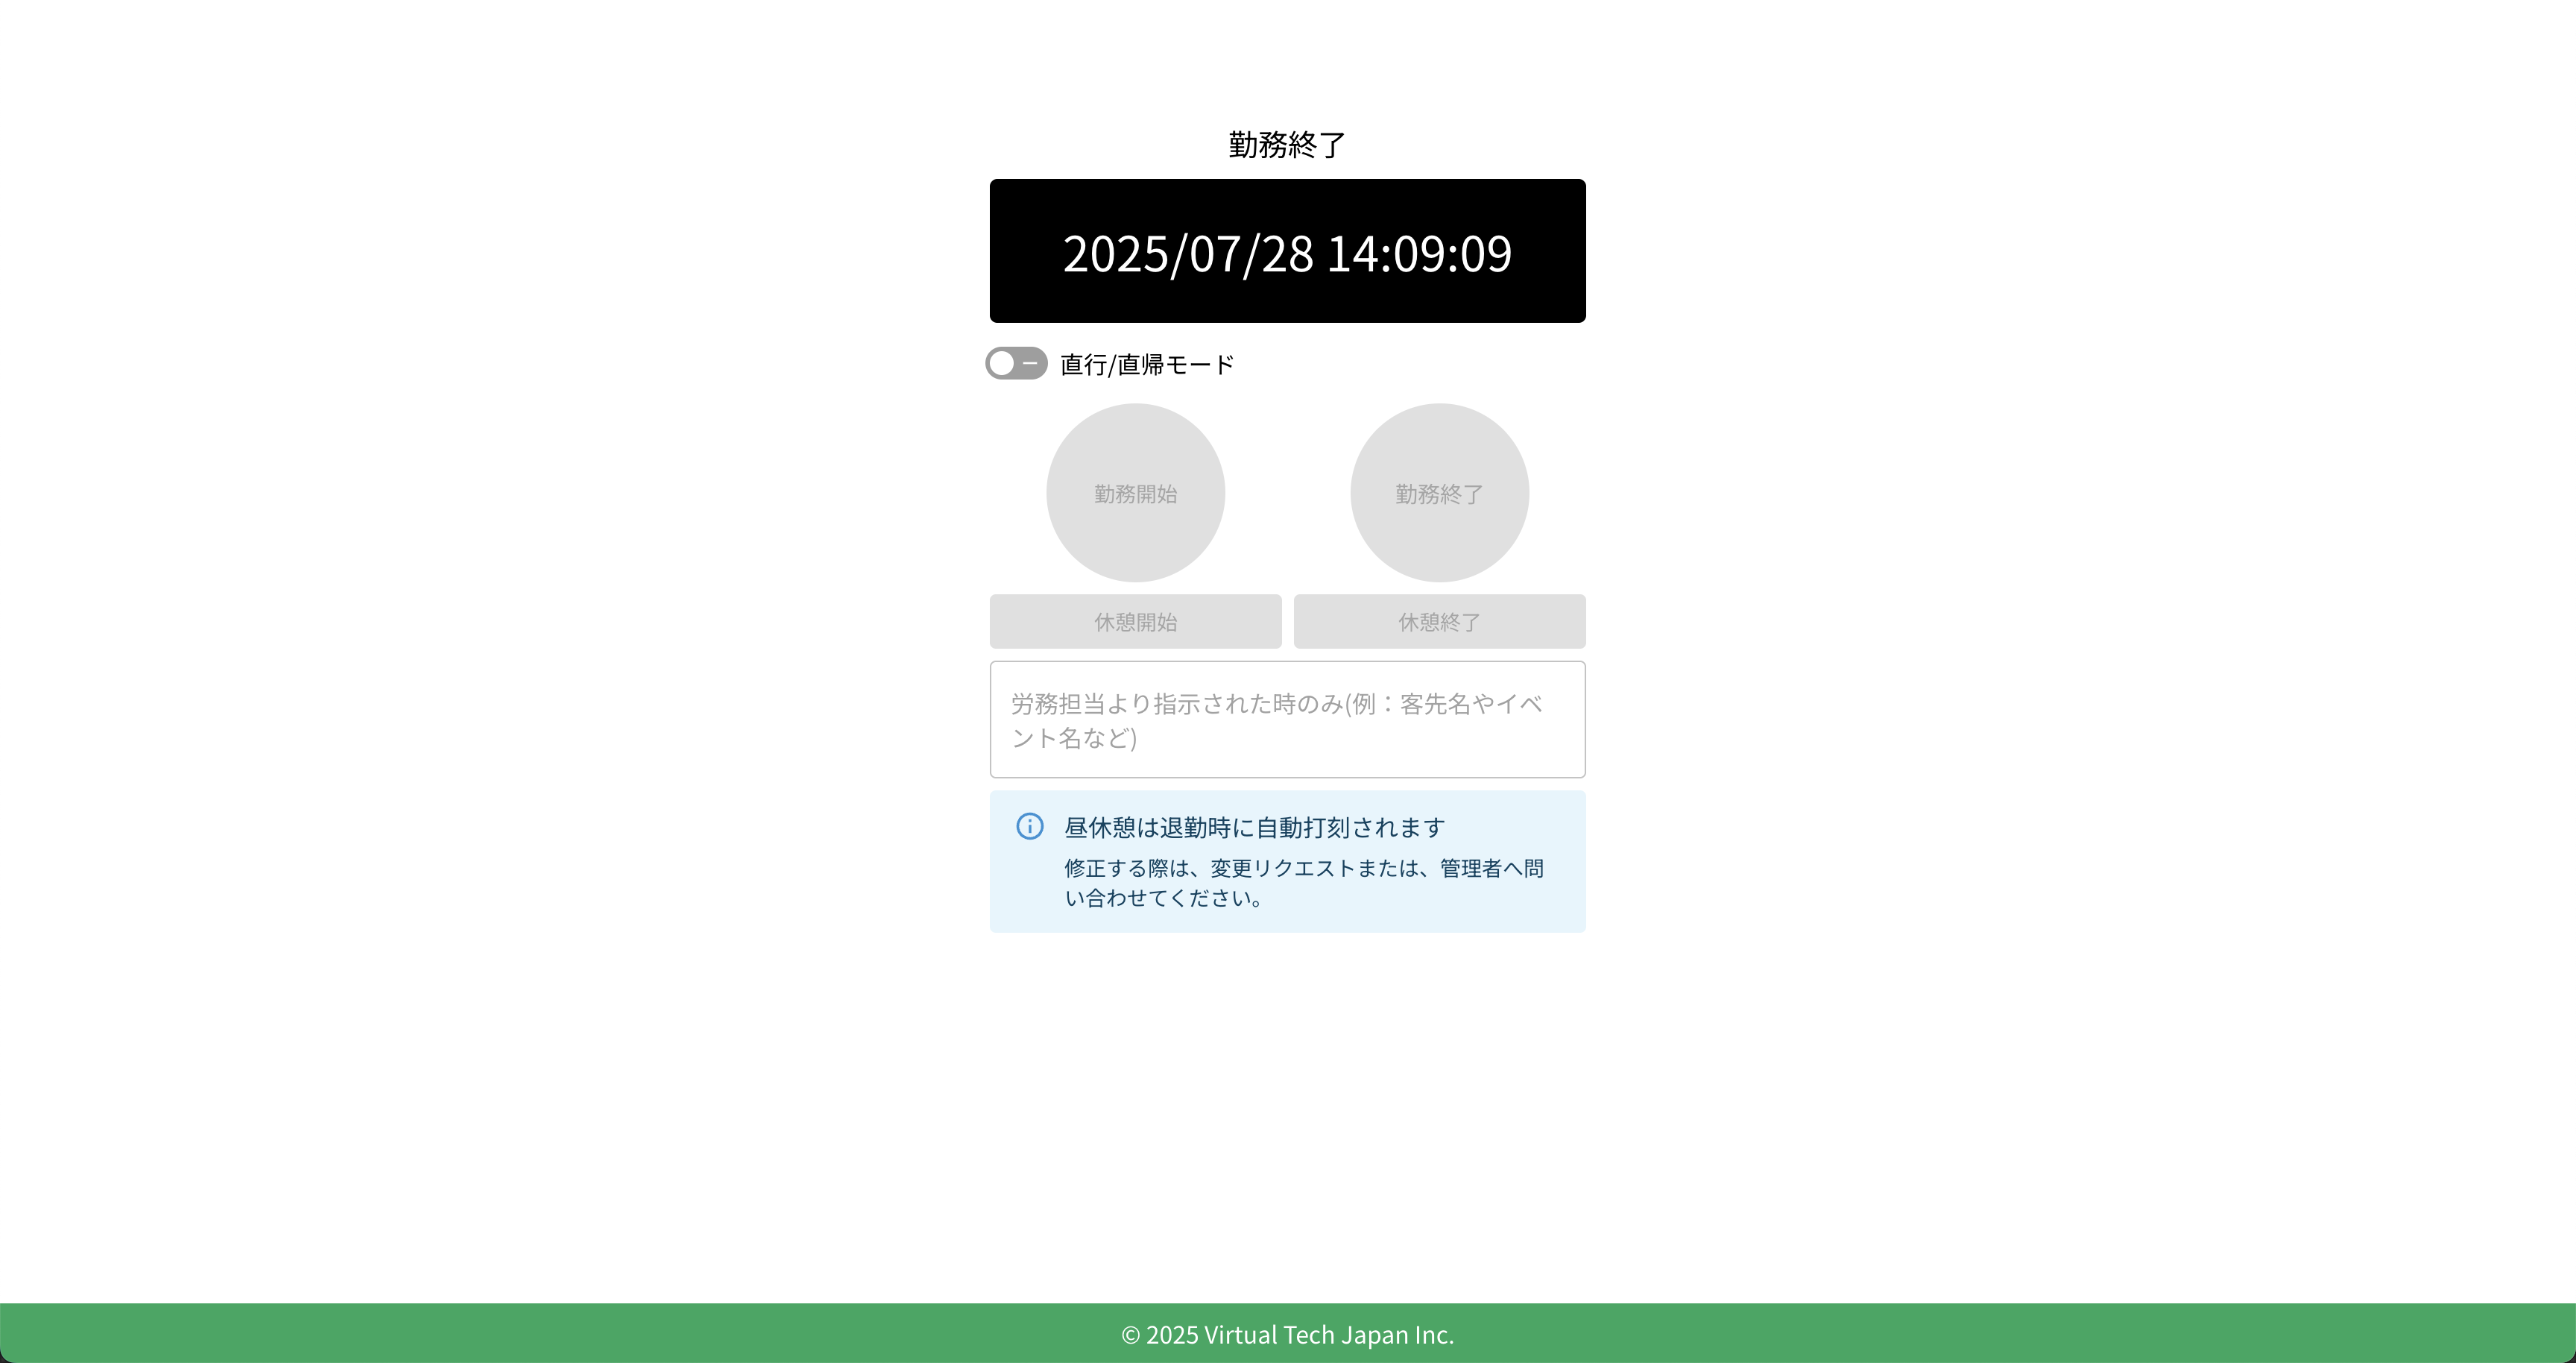 勤務終了
2025/07/28 14:09:09
直行/直帰モード
勤務開始
勤務終了
休憩開始
休憩終了
労務担当より指示された時のみ(例：客先名やイベ
ント名など)
昼休憩は退勤時に自動打刻されます
修正する際は、変更リクエストまたは、管理者へ問
い合わせてください。
© 2025 Virtual Tech Japan Inc.